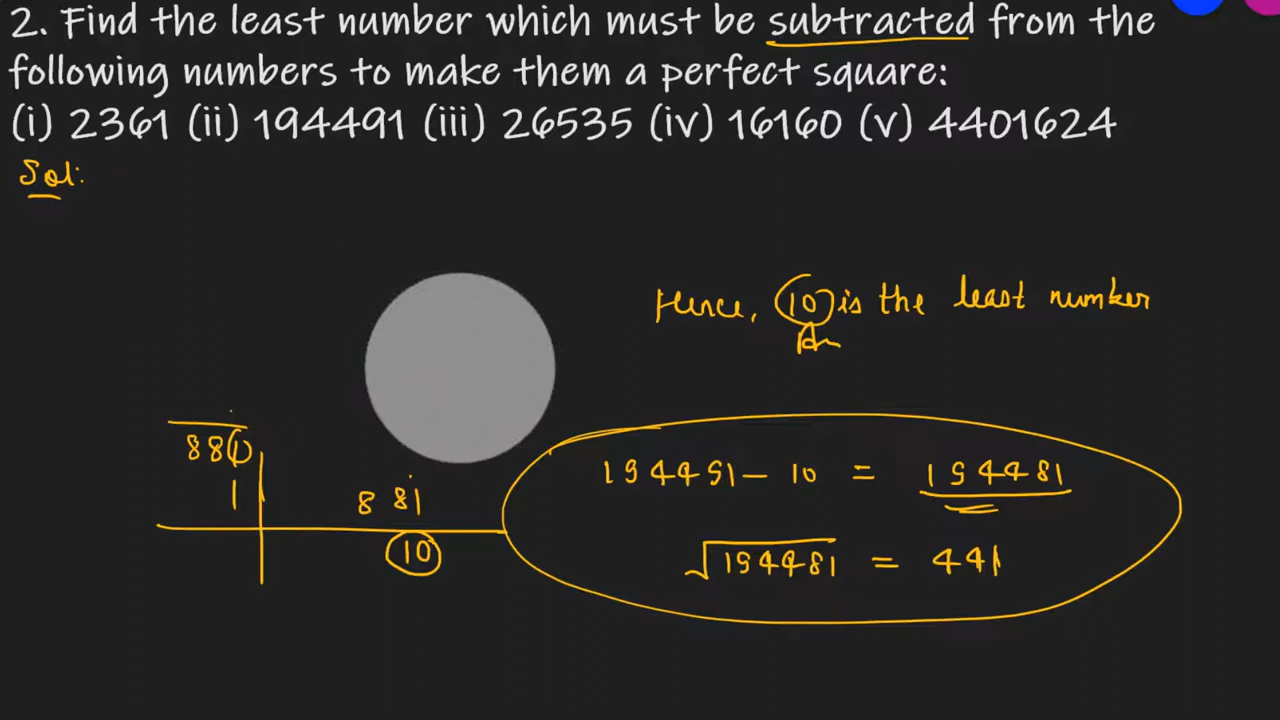 2. Find the least number which must be subtracted from the
following numbers to make them a perfect square:
(i) 2361 (ii) 194491 (iii) 26535 (iv) 16160 (v) 4401624
Sol:
Hence, 10 is the least number
Ans
881
1
881
10
194491 - 10 = 194481
√194481 = 441